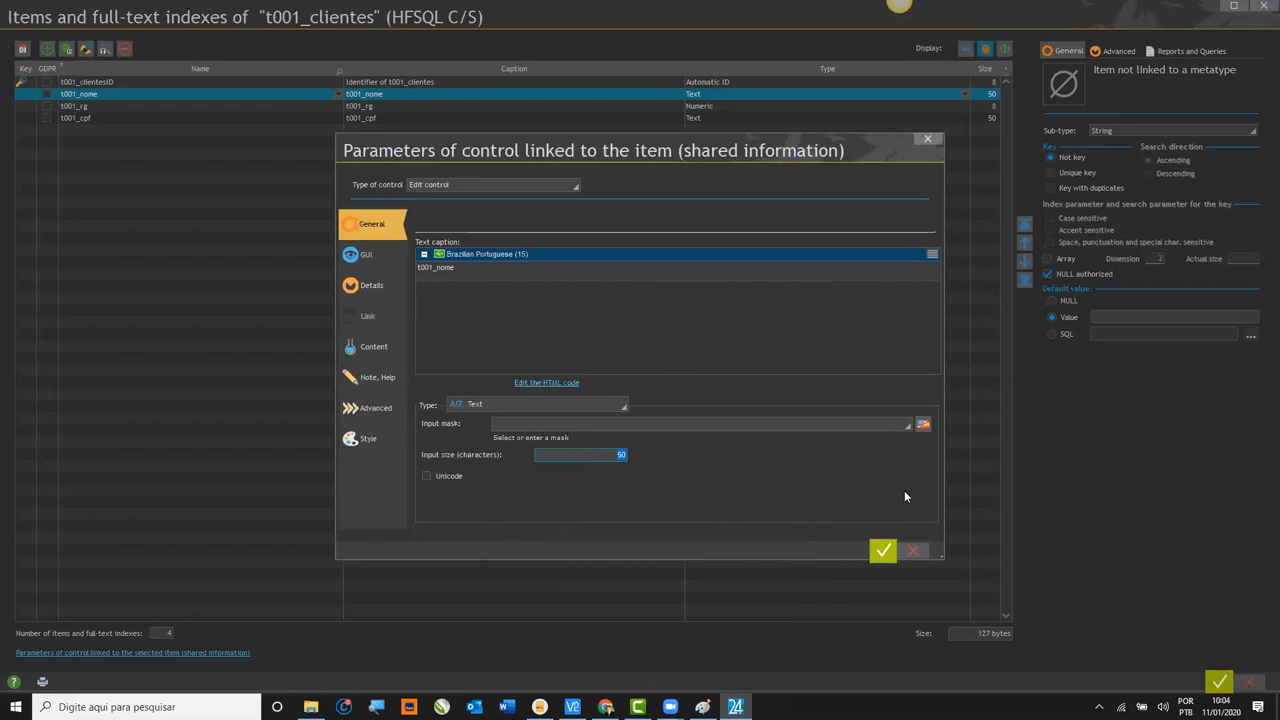 Items and full-text indexes of "t001_clientes" (HFSQL C/S)
Display:
Key GDPR Name Caption Type Size
t001_clientesID Identifier of t001_clientes Automatic ID 8
t001_nome t001_nome Text 50
t001_rg t001_rg Numeric 8
t001_cpf t001_cpf Text 50
General Advanced Reports and Queries
Item not linked to a metatype
Sub-type: String
Key Search direction
Not key Ascending
Unique key Descending
Key with duplicates
Index parameter and search parameter for the key
Case sensitive
Accent sensitive
Space, punctuation and special char. sensitive
Array Dimension 2 Actual size
NULL authorized
Default value:
NULL
Value
SQL ...
Parameters of control linked to the item (shared information)
Type of control Edit control
General
GUI
Details
Link
Content
Note, Help
Advanced
Style
Text caption:
Brazilian Portuguese (15)
t001_nome
Edit the HTML code
Type: A/Z Text
Input mask:
Select or enter a mask
Input size (characters): 50
Unicode
Number of items and full-text indexes: 4
Size: 127 bytes
Parameters of control linked to the selected item (shared information)
Digite aqui para pesquisar
24
POR
PTB
10:04
11/01/2020